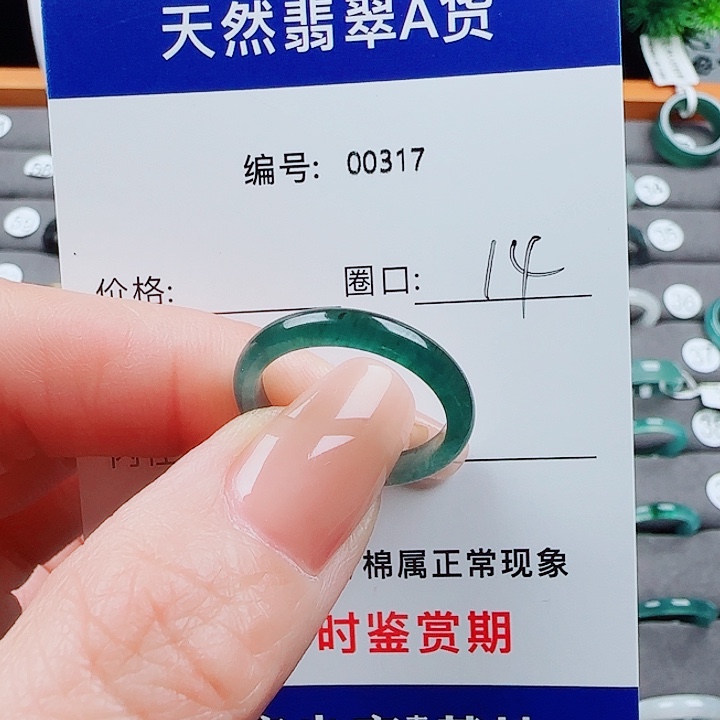 天然翡翠A货
编号: 00317
价格:
圈口: 14
棉属正常现象
时鉴赏期